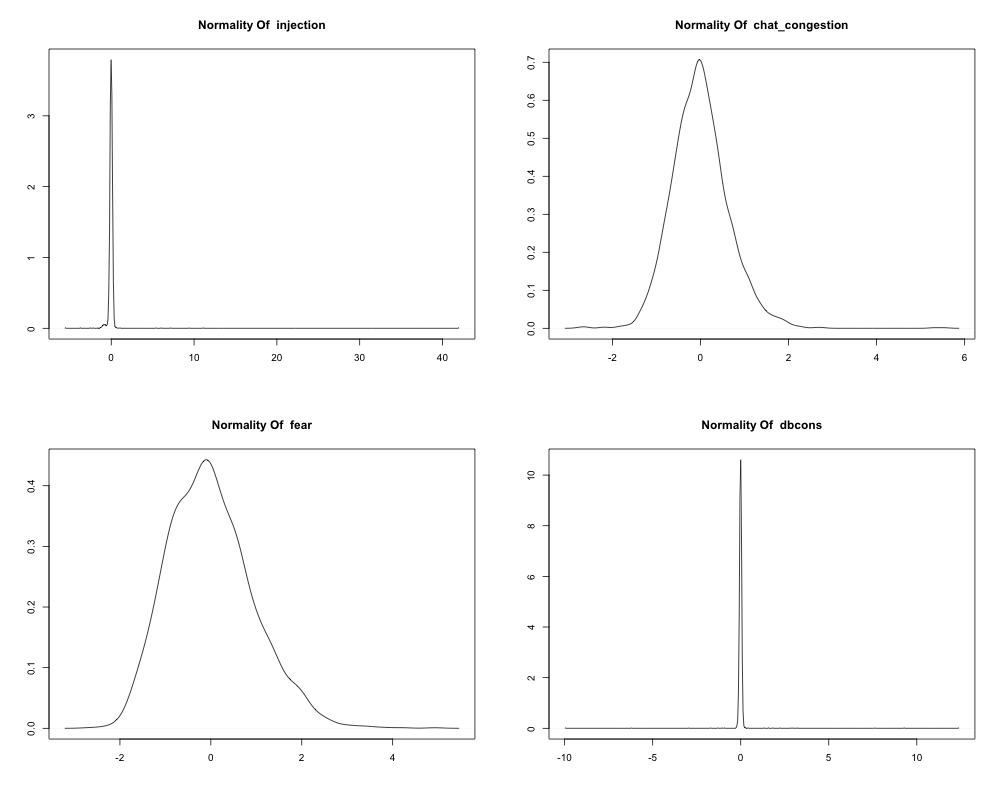 Normality Of injection
3
2
1
0
0 10 20 30 40
Normality Of chat_congestion
0.7
0.6
0.5
0.4
0.3
0.2
0.1
0.0
-2 0 2 4 6
Normality Of fear
0.4
0.3
0.2
0.1
0.0
-2 0 2 4
Normality Of dbcons
10
8
6
4
2
0
-10 -5 0 5 10